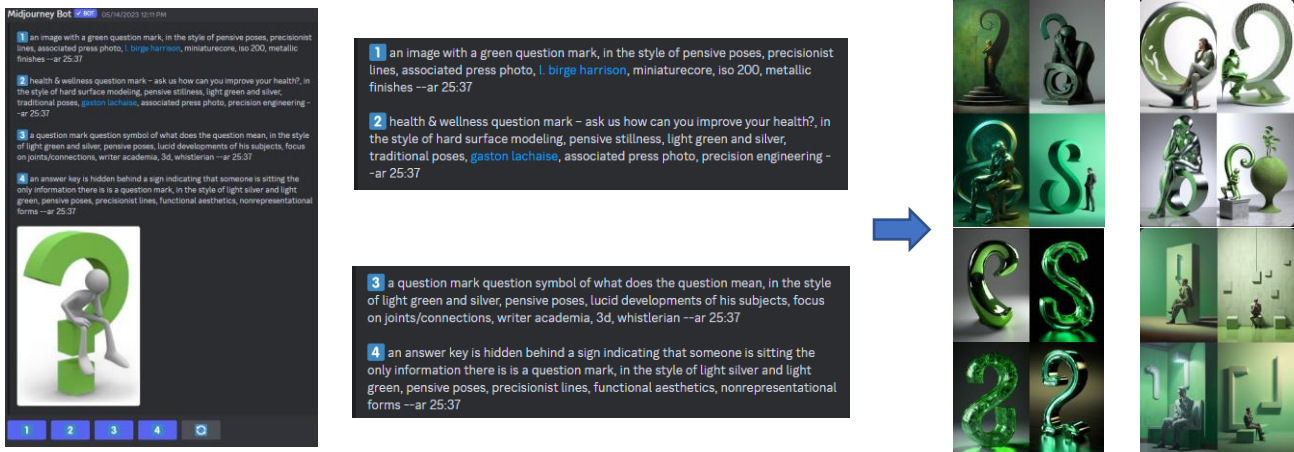 Midjourney Bot ✓ BOT 05/14/2023 12:11 PM
1 an image with a green question mark, in the style of pensive poses, precisionist
lines, associated press photo, l. birge harrison, miniaturecore, iso 200, metallic
finishes --ar 25:37
2 health & wellness question mark – ask us how can you improve your health?, in
the style of hard surface modeling, pensive stillness, light green and silver,
traditional poses, gaston lachaise, associated press photo, precision engineering -
-ar 25:37
3 a question mark question symbol of what does the question mean, in the style
of light green and silver, pensive poses, lucid developments of his subjects, focus
on joints/connections, writer academia, 3d, whistlerian --ar 25:37
4 an answer key is hidden behind a sign indicating that someone is sitting the
only information there is is a question mark, in the style of light silver and light
green, pensive poses, precisionist lines, functional aesthetics, nonrepresentational
forms --ar 25:37
1 2 3 4
1 an image with a green question mark, in the style of pensive poses, precisionist
lines, associated press photo, l. birge harrison, miniaturecore, iso 200, metallic
finishes --ar 25:37
2 health & wellness question mark – ask us how can you improve your health?, in
the style of hard surface modeling, pensive stillness, light green and silver,
traditional poses, gaston lachaise, associated press photo, precision engineering -
-ar 25:37
3 a question mark question symbol of what does the question mean, in the style
of light green and silver, pensive poses, lucid developments of his subjects, focus
on joints/connections, writer academia, 3d, whistlerian --ar 25:37
4 an answer key is hidden behind a sign indicating that someone is sitting the
only information there is is a question mark, in the style of light silver and light
green, pensive poses, precisionist lines, functional aesthetics, nonrepresentational
forms --ar 25:37